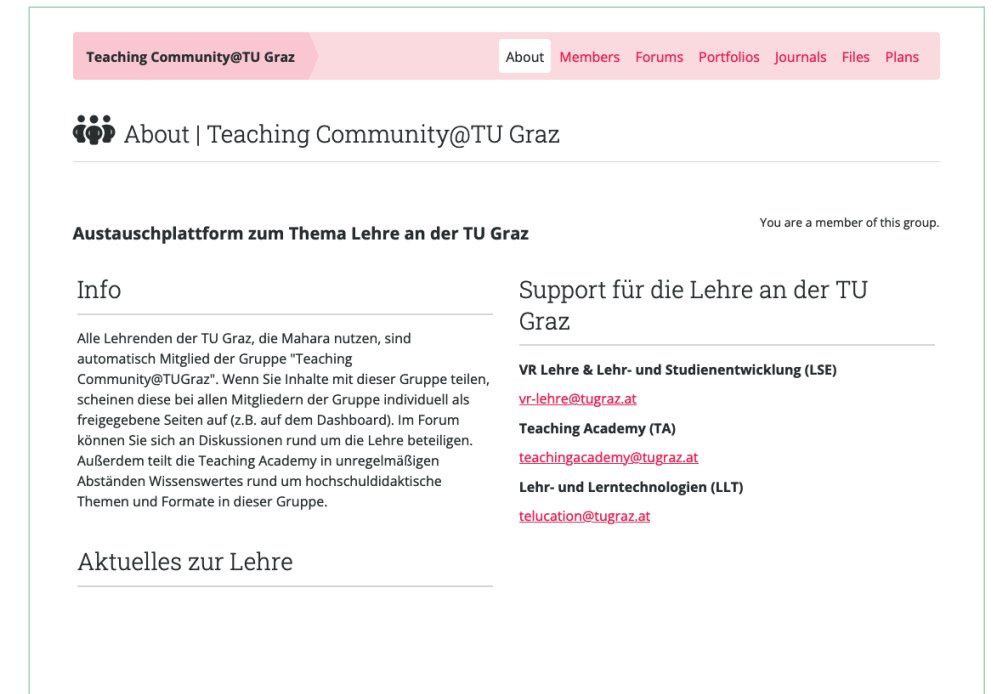 Teaching Community@TU Graz
About Members Forums Portfolios Journals Files Plans
About | Teaching Community@TU Graz
You are a member of this group.
Austauschplattform zum Thema Lehre an der TU Graz
Info
Alle Lehrenden der TU Graz, die Mahara nutzen, sind
automatisch Mitglied der Gruppe "Teaching
Community@TUGraz". Wenn Sie Inhalte mit dieser Gruppe teilen,
scheinen diese bei allen Mitgliedern der Gruppe individuell als
freigegebene Seiten auf (z.B. auf dem Dashboard). Im Forum
können Sie sich an Diskussionen rund um die Lehre beteiligen.
Außerdem teilt die Teaching Academy in unregelmäßigen
Abständen Wissenswertes rund um hochschuldidaktische
Themen und Formate in dieser Gruppe.
Aktuelles zur Lehre
Support für die Lehre an der TU
Graz
VR Lehre & Lehr- und Studienentwicklung (LSE)
vr-lehre@tugraz.at
Teaching Academy (TA)
teachingacademy@tugraz.at
Lehr- und Lerntechnologien (LLT)
telucation@tugraz.at